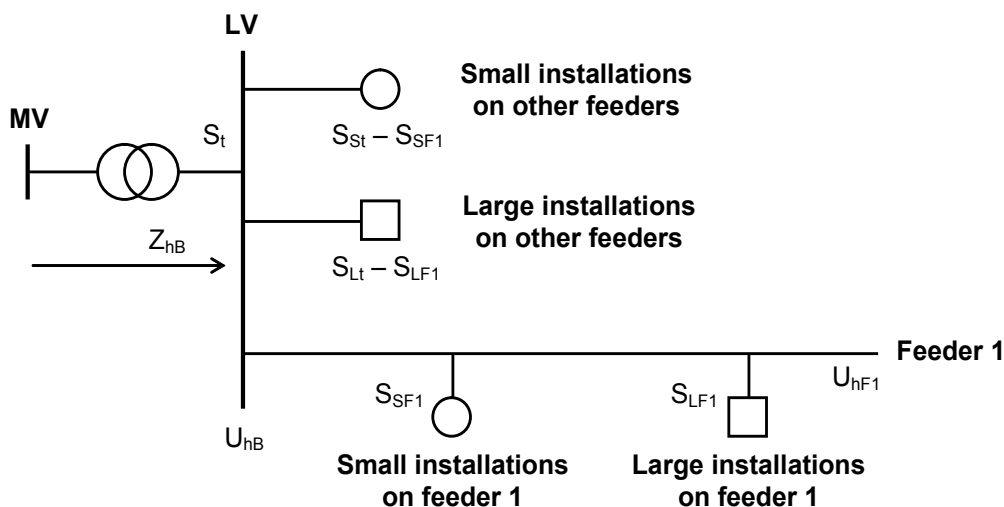 LV
Small installations
on other feeders
MV
S_t
S_St – S_SF1
Large installations
on other feeders
Z_hB
S_Lt – S_LF1
Feeder 1
U_hF1
S_SF1
S_LF1
U_hB
Small installations
on feeder 1
Large installations
on feeder 1